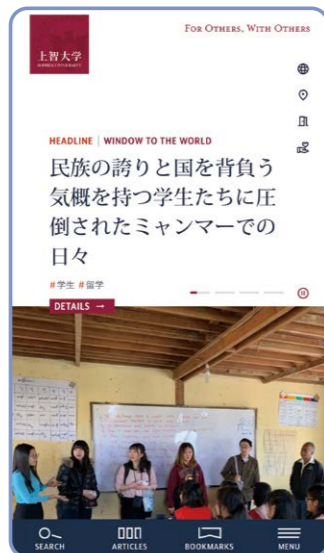 上智大学
SOPHIA UNIVERSITY
FOR OTHERS, WITH OTHERS
HEADLINE | WINDOW TO THE WORLD
民族の誇りと国を背負う
気概を持つ学生たちに圧
倒されたミャンマーでの
日々
#学生 #留学
DETAILS →
SEARCH
ARTICLES
BOOKMARKS
MENU